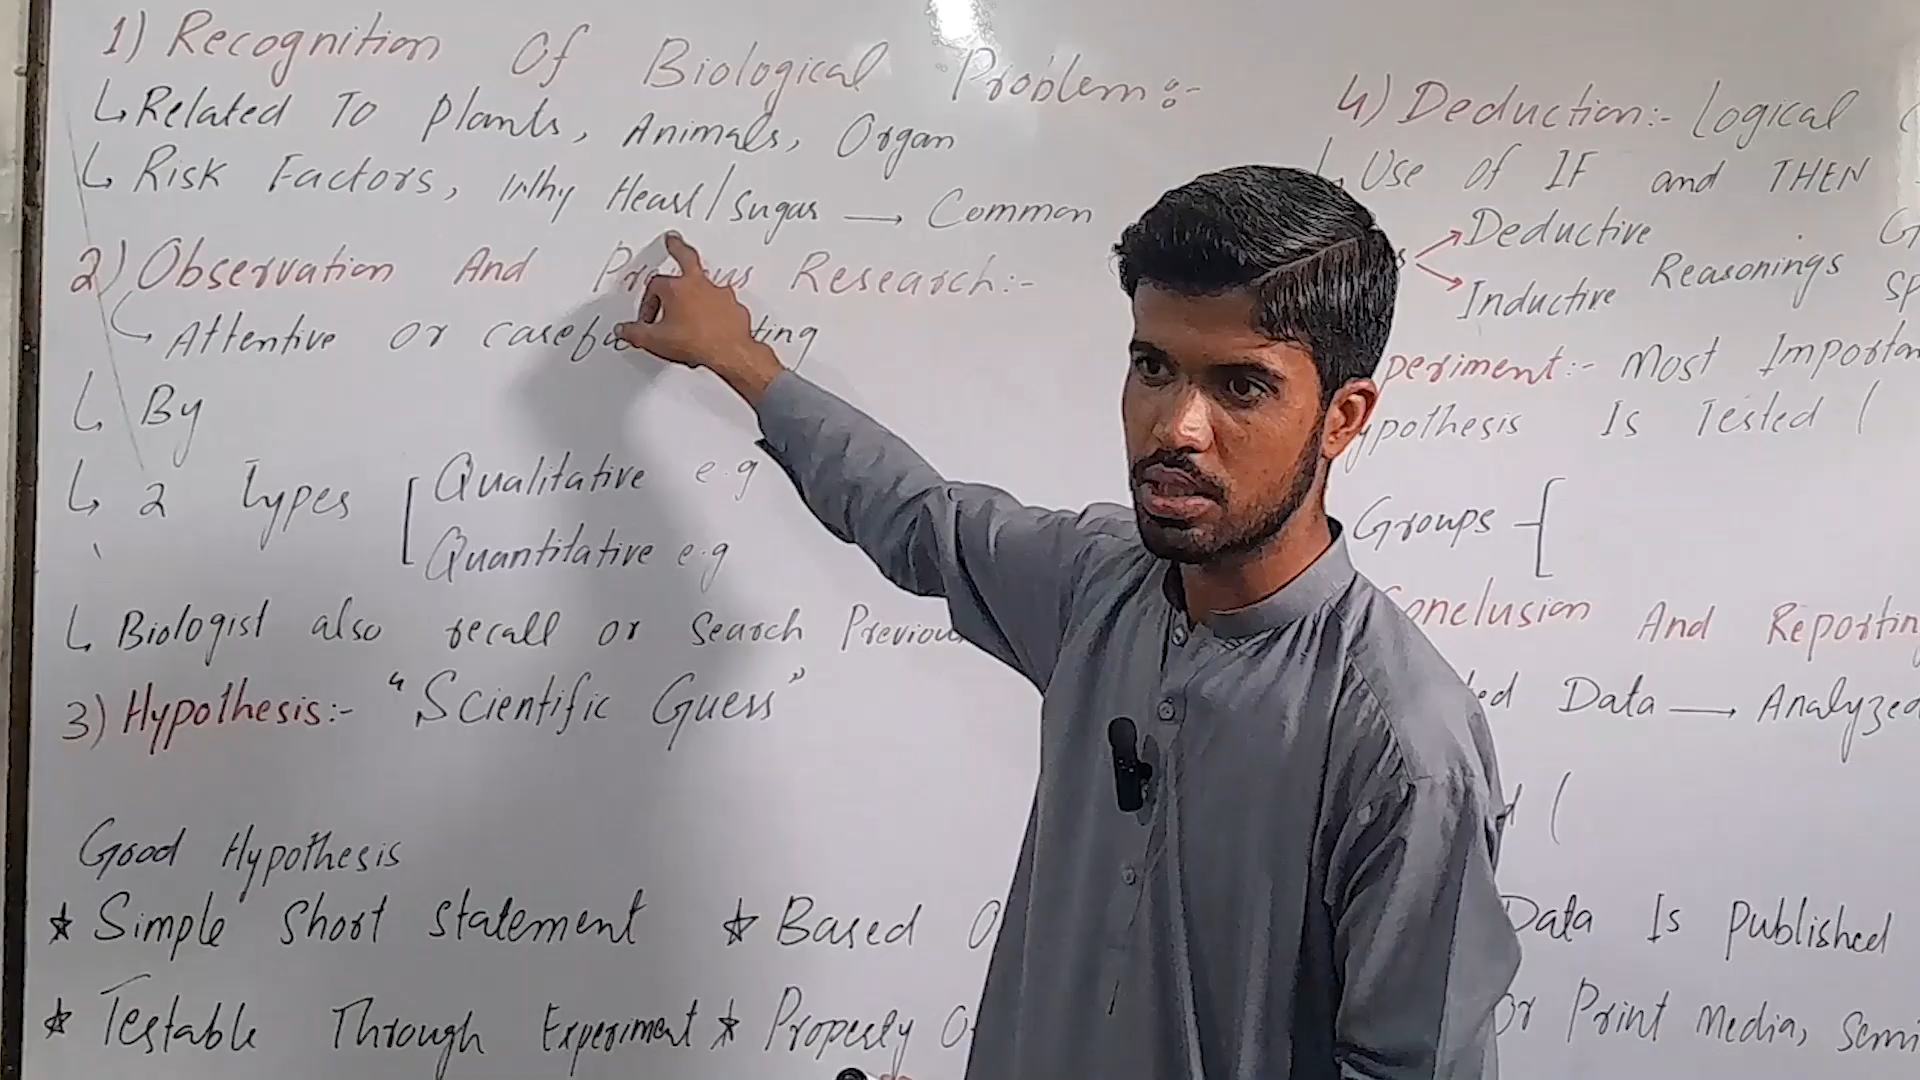 1) Recognition Of Biological Problem:-
↳ Related To plants, Animals, Organ
↳ Risk Factors, Why Heart/Sugar → Common
2) Observation And Research:-
↳ Attentive or
↳ By
↳ 2 Types [ Qualitative e.g
Quantitative e.g
↳ Biologist also recall or Search Previous
3) Hypothesis:- "Scientific Guess"
Good Hypothesis
★ Simple Short Statement ★ Based
★ Testable Through Experiment ★ Properly
4) Deduction:- Logical (
↳ Use of IF and THEN
Deductive
Inductive Reasonings
periment:- Most Importan
ypothesis Is Tested (
Groups {
onclusion And Reportin
ed Data → Analyzed
d (
Data Is Published
or Print Media, Semi